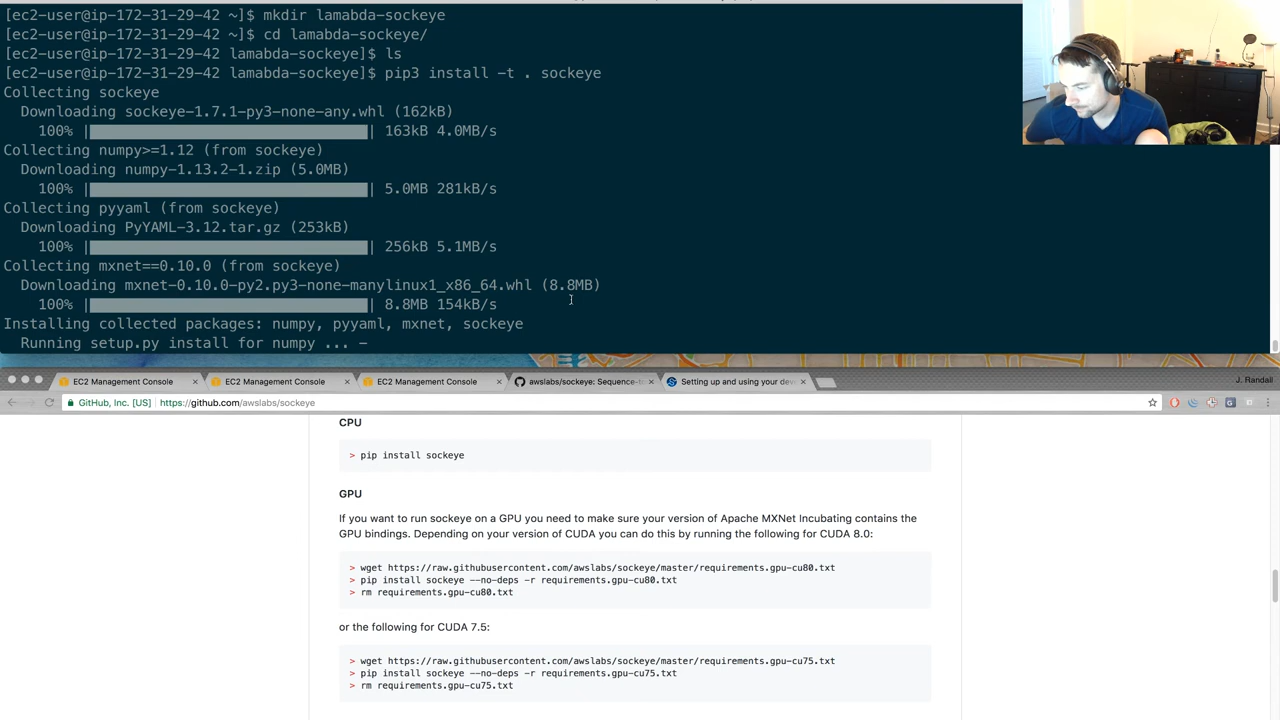 [ec2-user@ip-172-31-29-42 ~]$ mkdir lamabda-sockeye
[ec2-user@ip-172-31-29-42 ~]$ cd lamabda-sockeye/
[ec2-user@ip-172-31-29-42 lamabda-sockeye]$ ls
[ec2-user@ip-172-31-29-42 lamabda-sockeye]$ pip3 install -t . sockeye
Collecting sockeye
Downloading sockeye-1.7.1-py3-none-any.whl (162kB)
100% | | 163kB 4.0MB/s
Collecting numpy>=1.12 (from sockeye)
Downloading numpy-1.13.2-1.zip (5.0MB)
100% | | 5.0MB 281kB/s
Collecting pyyaml (from sockeye)
Downloading PyYAML-3.12.tar.gz (253kB)
100% | | 256kB 5.1MB/s
Collecting mxnet==0.10.0 (from sockeye)
Downloading mxnet-0.10.0-py2.py3-none-manylinux1_x86_64.whl (8.8MB)
100% | | 8.8MB 154kB/s
Installing collected packages: numpy, pyyaml, mxnet, sockeye
Running setup.py install for numpy ... -
EC2 Management Console × EC2 Management Console × EC2 Management Console × awslabs/sockeye: Sequence- × Setting up and using your dev × J. Randall
GitHub, Inc. [US] https://github.com/awslabs/sockeye
CPU
> pip install sockeye
GPU
If you want to run sockeye on a GPU you need to make sure your version of Apache MXNet Incubating contains the
GPU bindings. Depending on your version of CUDA you can do this by running the following for CUDA 8.0:
> wget https://raw.githubusercontent.com/awslabs/sockeye/master/requirements.gpu-cu80.txt
> pip install sockeye --no-deps -r requirements.gpu-cu80.txt
> rm requirements.gpu-cu80.txt
or the following for CUDA 7.5:
> wget https://raw.githubusercontent.com/awslabs/sockeye/master/requirements.gpu-cu75.txt
> pip install sockeye --no-deps -r requirements.gpu-cu75.txt
> rm requirements.gpu-cu75.txt